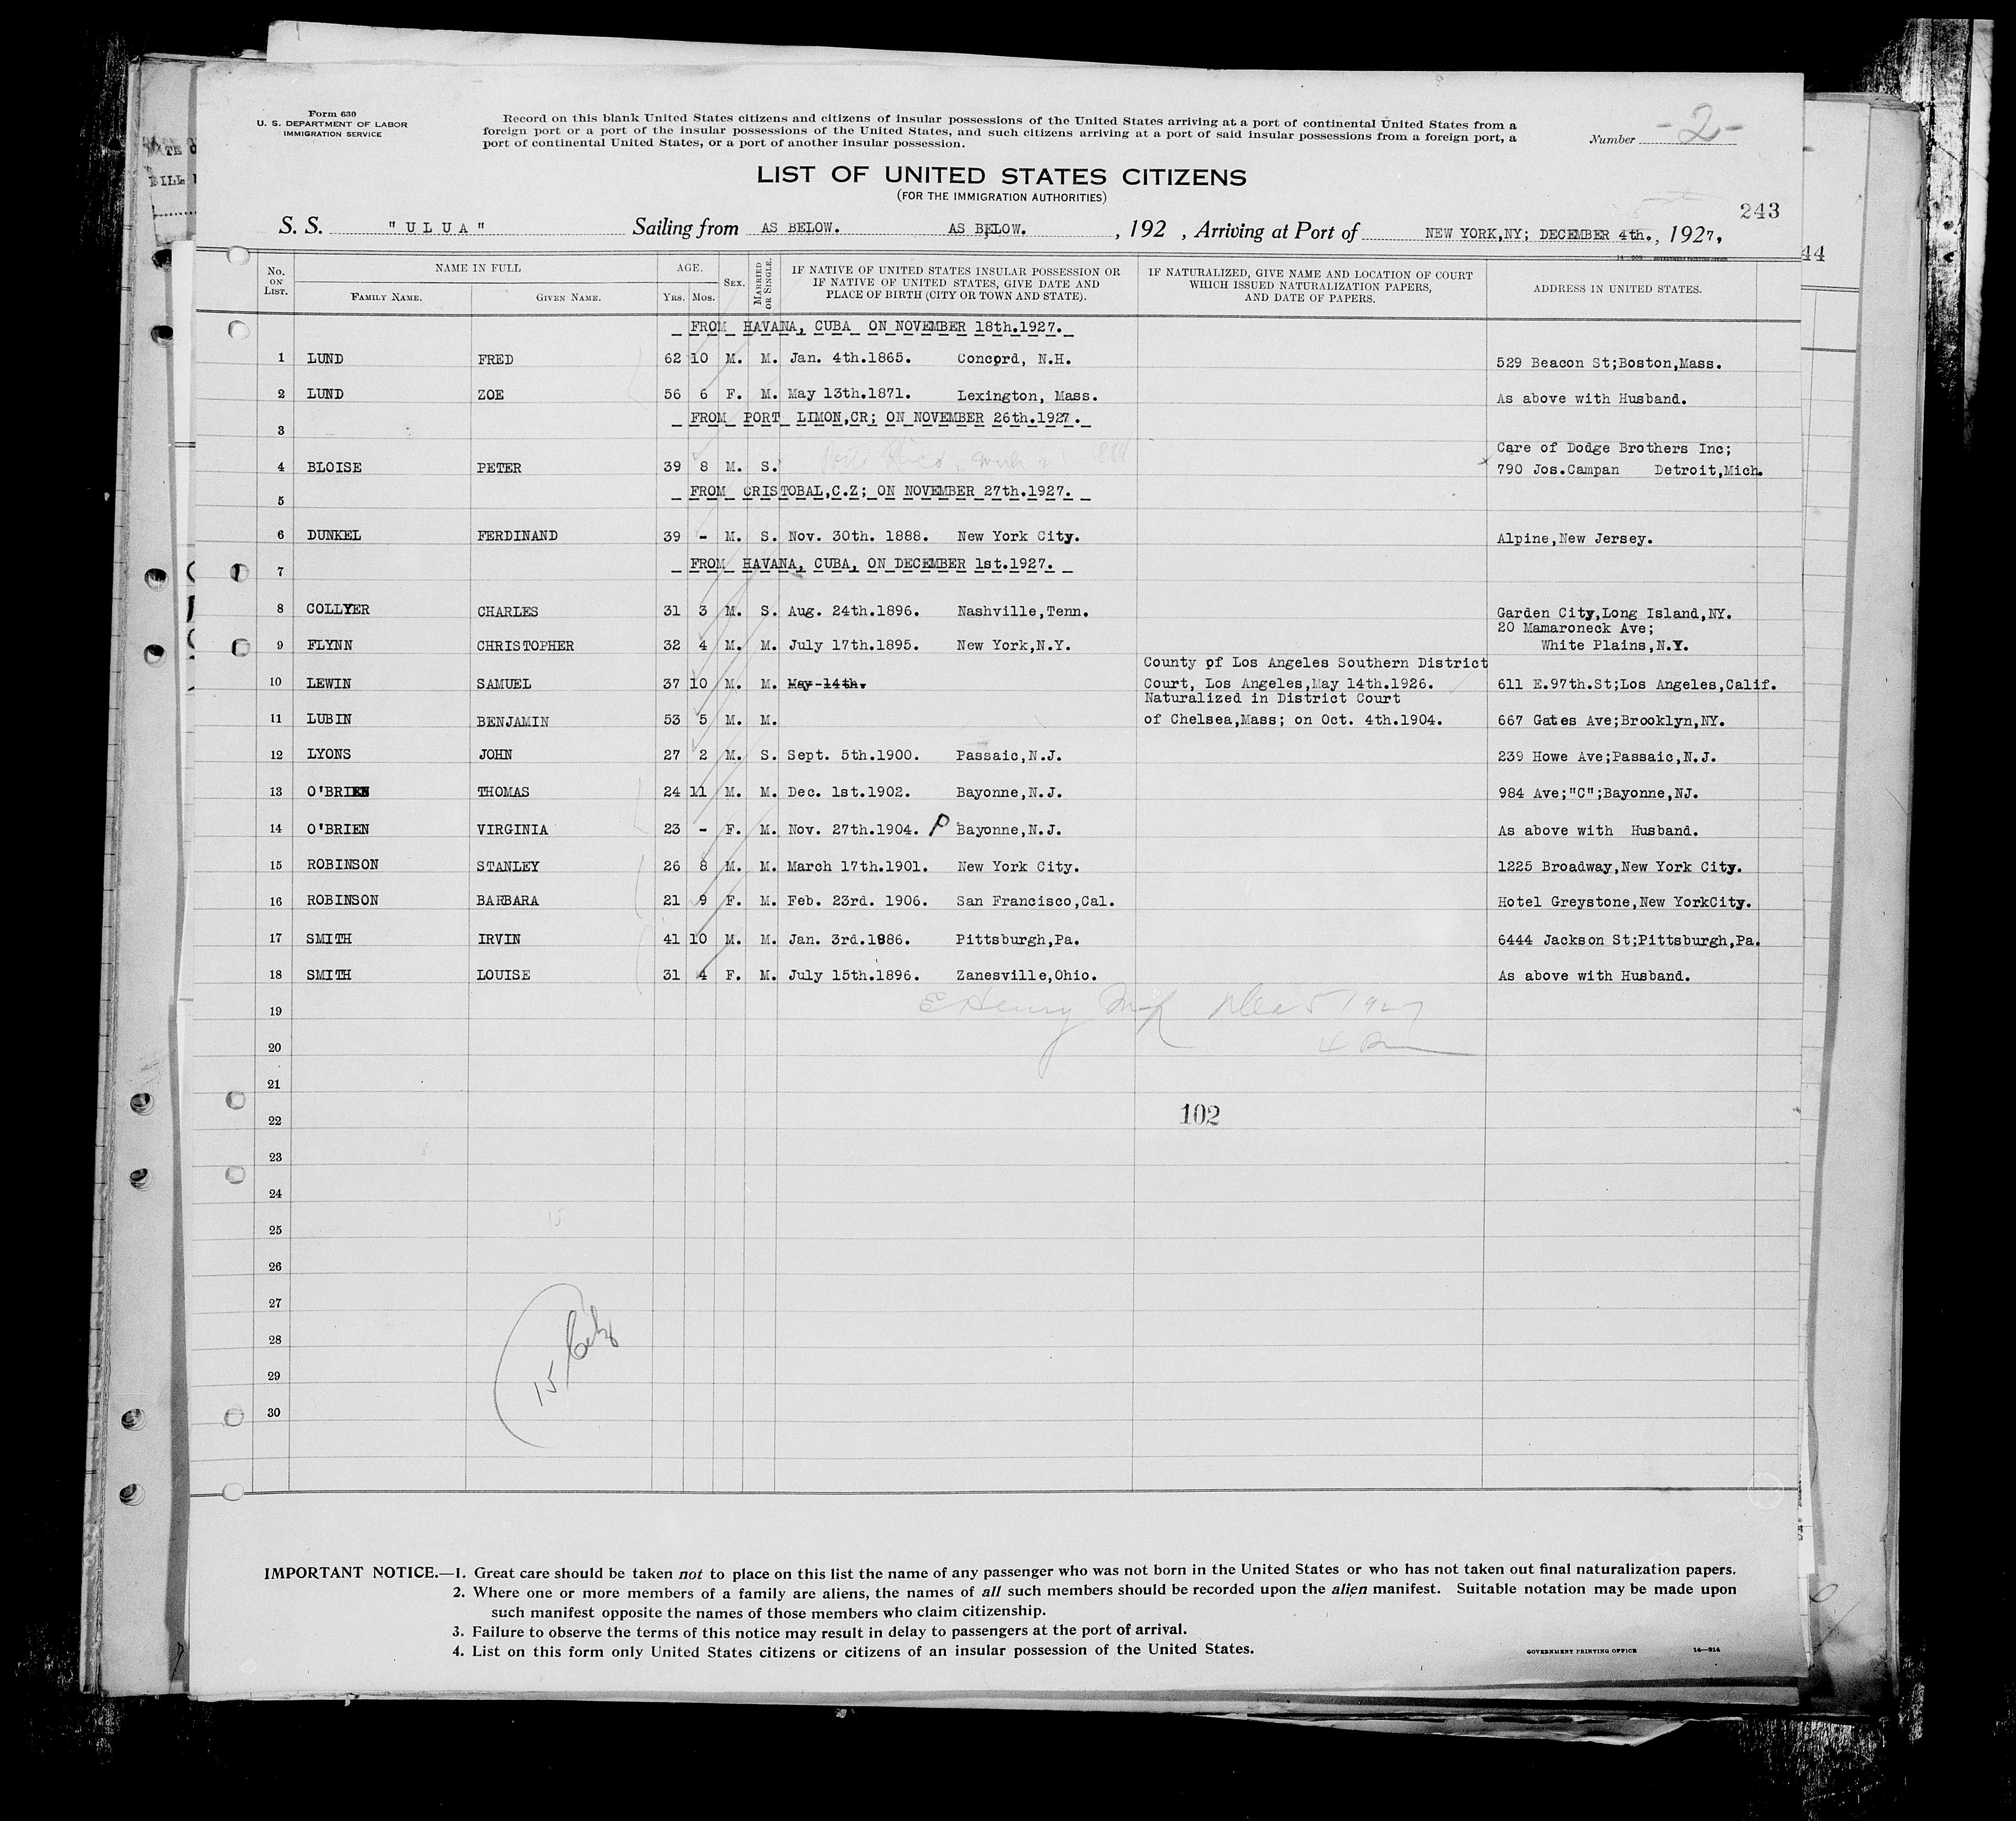 Form 630
U. S. DEPARTMENT OF LABOR
IMMIGRATION SERVICE
Record on this blank United States citizens and citizens of insular possessions of the United States arriving at a port of continental United States from a
foreign port or a port of the insular possessions of the United States, and such citizens arriving at a port of said insular possessions from a foreign port, a
port of continental United States, or a port of another insular possession.
Number -2-
LIST OF UNITED STATES CITIZENS
(FOR THE IMMIGRATION AUTHORITIES)
243
S. S. "ULUA" Sailing from AS BELOW. AS BELOW. , 192 , Arriving at Port of NEW YORK,NY; DECEMBER 4th. , 1927,
44
No. ON LIST. NAME IN FULL FAMILY NAME. GIVEN NAME. AGE. YRS. MOS. SEX. MARRIED OR SINGLE. IF NATIVE OF UNITED STATES INSULAR POSSESSION OR IF NATIVE OF UNITED STATES, GIVE DATE AND PLACE OF BIRTH (CITY OR TOWN AND STATE). IF NATURALIZED, GIVE NAME AND LOCATION OF COURT WHICH ISSUED NATURALIZATION PAPERS, AND DATE OF PAPERS. ADDRESS IN UNITED STATES.
FROM HAVANA, CUBA ON NOVEMBER 18th.1927.
1 LUND FRED 62 10 M. M. Jan. 4th.1865. Concord, N.H. 529 Beacon St;Boston,Mass.
2 LUND ZOE 56 6 F. M. May 13th.1871. Lexington, Mass. As above with Husband.
FROM PORT LIMON,CR; ON NOVEMBER 26th.1927.
3
Care of Dodge Brothers Inc;
4 BLOISE PETER 39 8 M. S. Porto Rico, March 1888 790 Jos.Campan Detroit,Mich.
FROM CRISTOBAL,C.Z; ON NOVEMBER 27th.1927.
5
6 DUNKEL FERDINAND 39 - M. S. Nov. 30th. 1888. New York City. Alpine,New Jersey.
FROM HAVANA, CUBA, ON DECEMBER 1st.1927.
7
8 COLLYER CHARLES 31 3 M. S. Aug. 24th.1896. Nashville,Tenn. Garden City,Long Island,NY.
20 Mamaroneck Ave;
9 FLYNN CHRISTOPHER 32 4 M. M. July 17th.1895. New York,N.Y. White Plains,N.Y.
County of Los Angeles Southern District
10 LEWIN SAMUEL 37 10 M. M. May-14th. Court, Los Angeles,May 14th.1926. 611 E.97th.St;Los Angeles,Calif.
Naturalized in District Court
11 LUBIN BENJAMIN 53 5 M. M. of Chelsea,Mass; on Oct. 4th.1904. 667 Gates Ave;Brooklyn,NY.
12 LYONS JOHN 27 2 M. S. Sept. 5th.1900. Passaic,N.J. 239 Howe Ave;Passaic,N.J.
13 O'BRIEN THOMAS 24 11 M. M. Dec. 1st.1902. Bayonne,N.J. 984 Ave;"C";Bayonne,NJ.
14 O'BRIEN VIRGINIA 23 - F. M. Nov. 27th.1904. P Bayonne,N.J. As above with Husband.
15 ROBINSON STANLEY 26 8 M. M. March 17th.1901. New York City. 1225 Broadway,New York City.
16 ROBINSON BARBARA 21 9 F. M. Feb. 23rd. 1906. San Francisco,Cal. Hotel Greystone,New YorkCity.
17 SMITH IRVIN 41 10 M. M. Jan. 3rd.1886. Pittsburgh,Pa. 6444 Jackson St;Pittsburgh,Pa.
18 SMITH LOUISE 31 4 F. M. July 15th.1896. Zanesville,Ohio. As above with Husband.
19 E Henry Dec 5 1927
20
21
22 102
23
24
25
26
27
28
29
30
15
IMPORTANT NOTICE.—1. Great care should be taken not to place on this list the name of any passenger who was not born in the United States or who has not taken out final naturalization papers.
2. Where one or more members of a family are aliens, the names of all such members should be recorded upon the alien manifest. Suitable notation may be made upon
such manifest opposite the names of those members who claim citizenship.
3. Failure to observe the terms of this notice may result in delay to passengers at the port of arrival.
4. List on this form only United States citizens or citizens of an insular possession of the United States.
GOVERNMENT PRINTING OFFICE 14—914